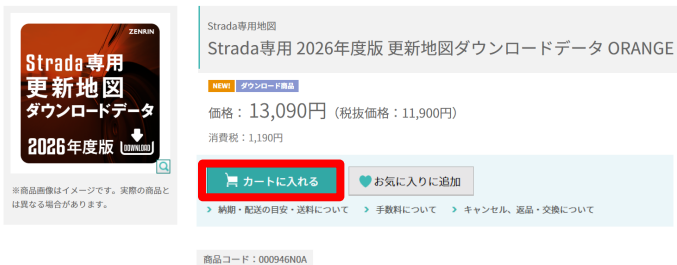 ZENRIN
Strada専用
更新地図
ダウンロードデータ
2026年度版
DOWNLOAD
※商品画像はイメージです。実際の商品と
は異なる場合があります。
Strada専用地図
Strada専用 2026年度版 更新地図ダウンロードデータ ORANGE
NEW! ダウンロード商品
価格： 13,090円（税抜価格：11,900円）
消費税：1,190円
カートに入れる
お気に入りに追加
納期・配送の目安・送料について 手数料について キャンセル、返品・交換について
商品コード：000946N0A